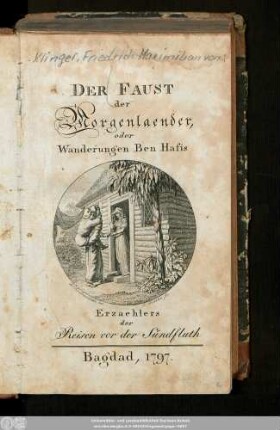 Klinger, Friedrich Maximilian von
DER FAUST
der
Morgenlaender,
oder
Wanderungen Ben Hafis
Erzaehlers
der
Reisen vor der Sündfluth
Bagdad, 1797.